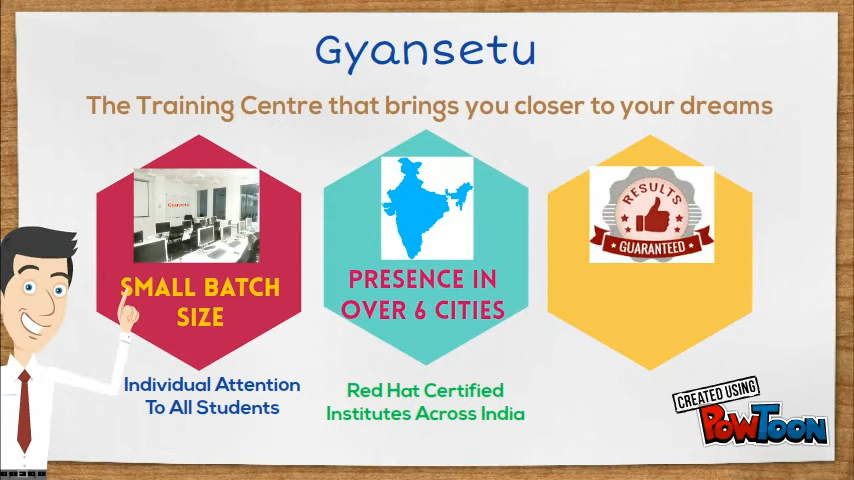 Gyansetu
The Training Centre that brings you closer to your dreams
Gyansetu
SMALL BATCH
SIZE
Individual Attention
To All Students
PRESENCE IN
OVER 6 CITIES
Red Hat Certified
Institutes Across India
RESULTS
GUARANTEED
CREATED USING
POWTOON